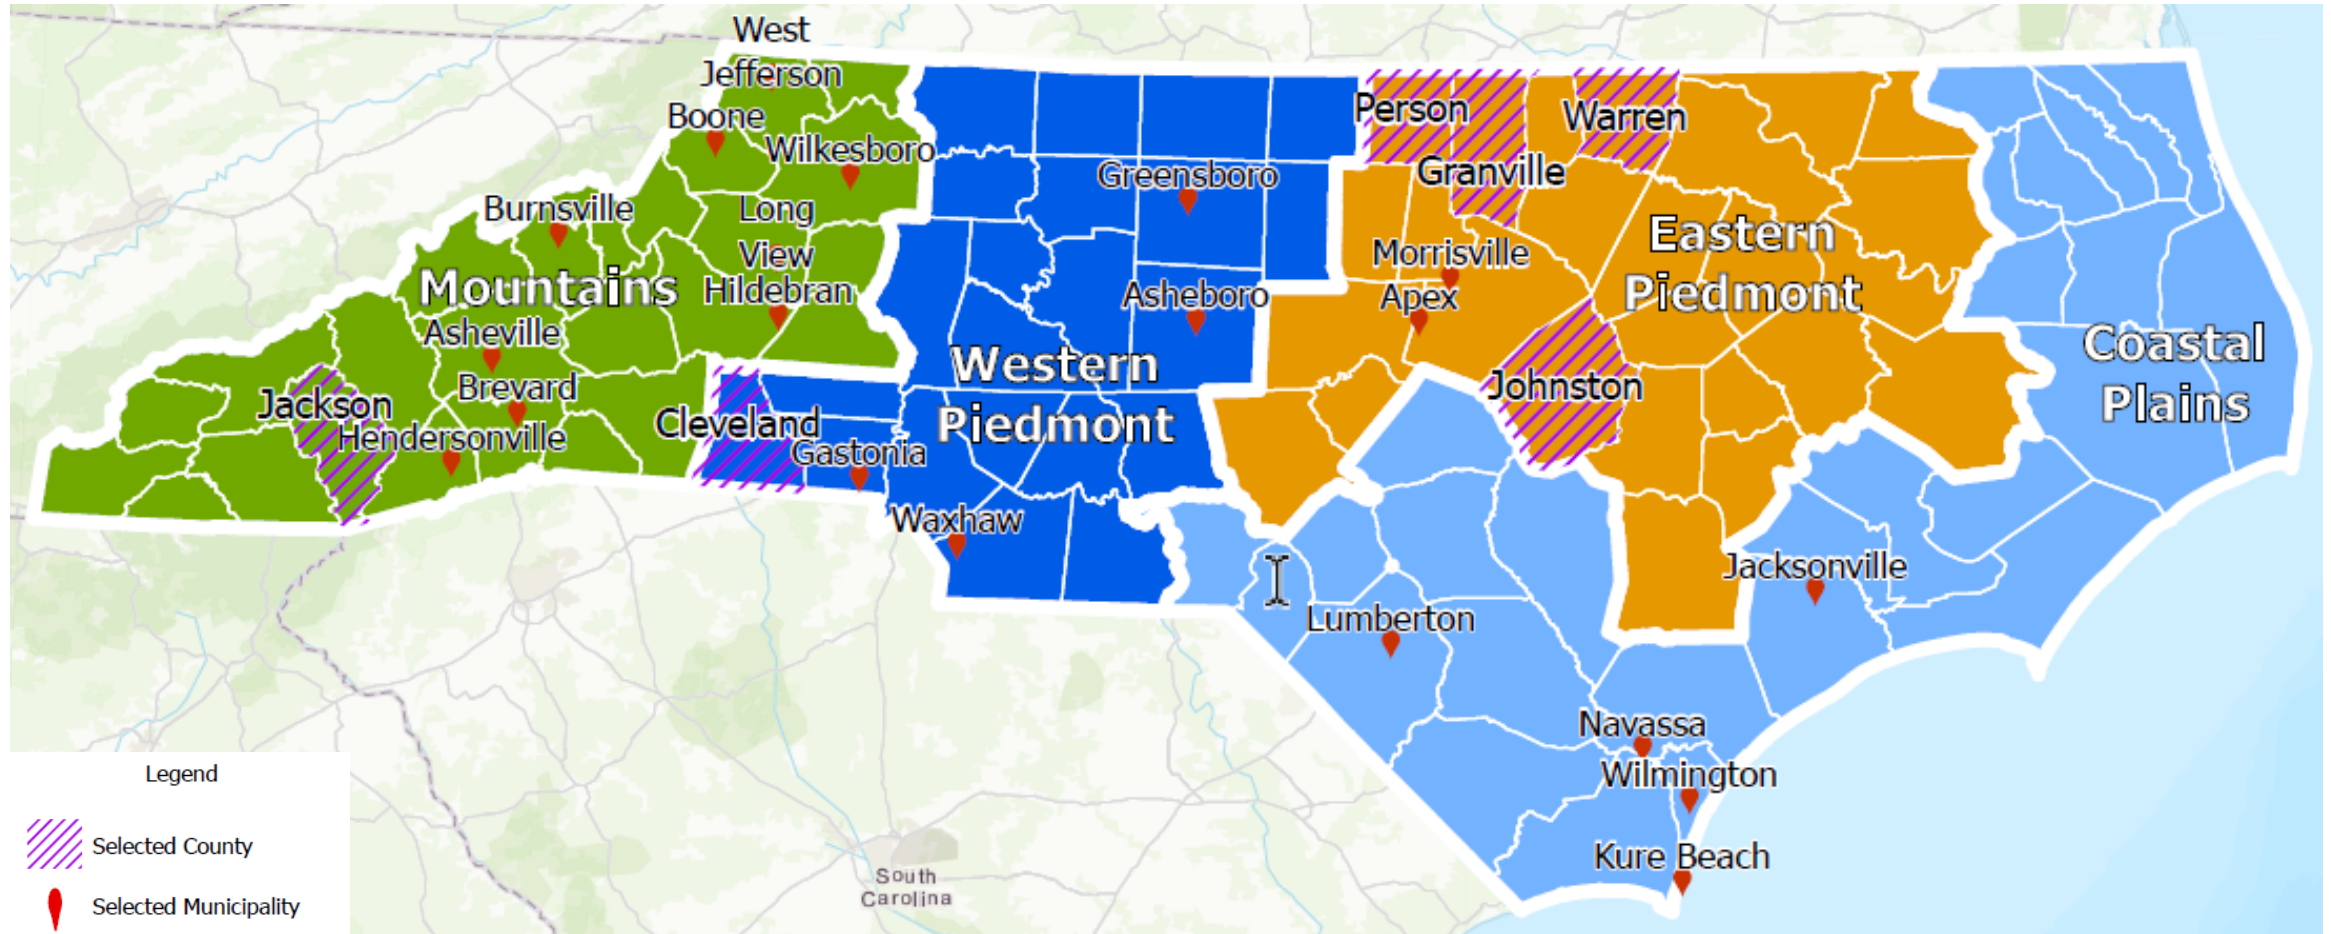 West
Jefferson
Boone
Wilkesboro
Burnsville
Long
View
Hildebran
Mountains
Asheville
Brevard
Jackson
Hendersonville
Cleveland
Gastonia
Waxhaw
Greensboro
Asheboro
Western
Piedmont
Person
Warren
Granville
Morrisville
Apex
Eastern
Piedmont
Johnston
Coastal
Plains
Jacksonville
Lumberton
Navassa
Wilmington
Kure Beach
South
Carolina
Legend
Selected County
Selected Municipality